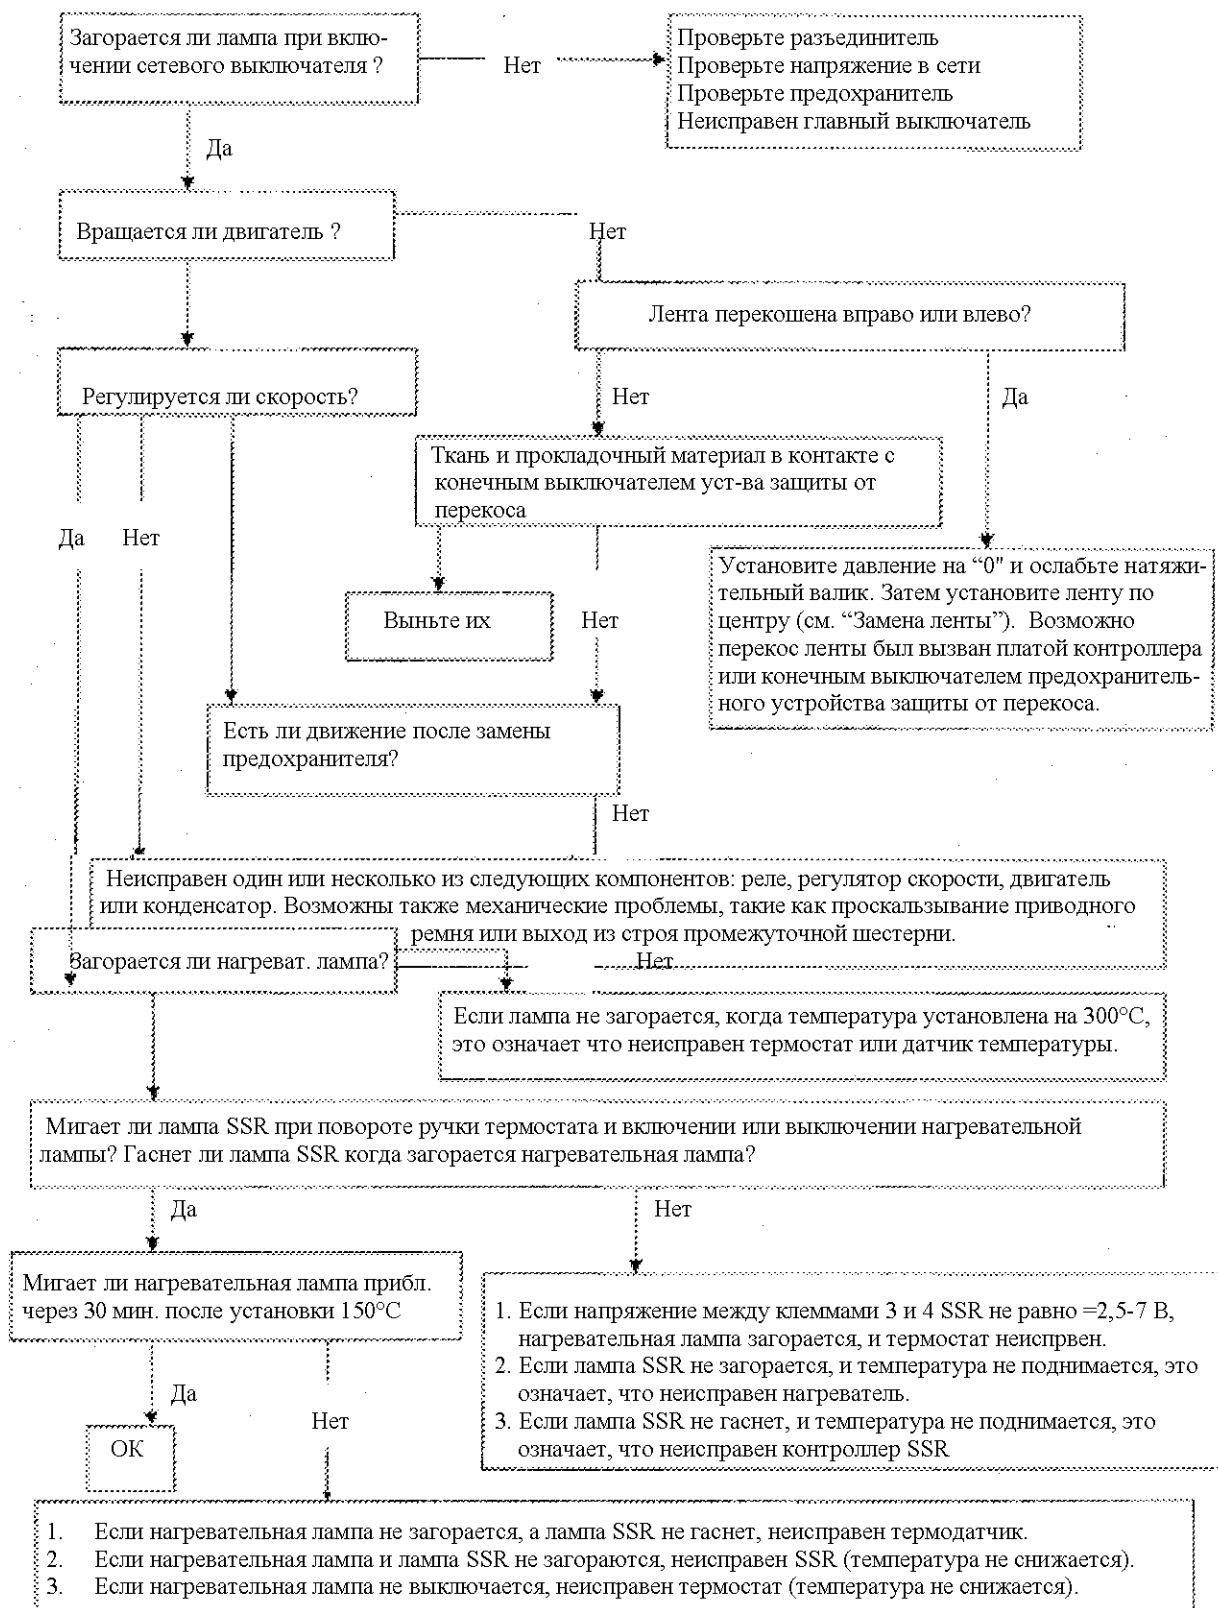 Загорается ли лампа при вклю-
чении сетевого выключателя ?
Нет
Проверьте разъединитель
Проверьте напряжение в сети
Проверьте предохранитель
Неисправен главный выключатель
Да
Вращается ли двигатель ?
Нет
Лента перекошена вправо или влево?
Регулируется ли скорость?
Нет
Да
Ткань и прокладочный материал в контакте с
конечным выключателем уст-ва защиты от
перекоса
Да
Нет
Установите давление на “0" и ослабьте натяжи-
тельный валик. Затем установите ленту по
центру (см. “Замена ленты”). Возможно
перекос ленты был вызван платой контроллера
или конечным выключателем предохранитель-
ного устройства защиты от перекоса.
Выньте их
Нет
Есть ли движение после замены
предохранителя?
Нет
Неисправен один или несколько из следующих компонентов: реле, регулятор скорости, двигатель
или конденсатор. Возможны также механические проблемы, такие как проскальзывание приводного
ремня или выход из строя промежуточной шестерни.
Загорается ли нагреват. лампа?
Нет
Если лампа не загорается, когда температура установлена на 300°C,
это означает что неисправен термостат или датчик температуры.
Мигает ли лампа SSR при повороте ручки термостата и включении или выключении нагревательной
лампы? Гаснет ли лампа SSR когда загорается нагревательная лампа?
Да
Нет
Мигает ли нагревательная лампа прибл.
через 30 мин. после установки 150°C
1. Если напряжение между клеммами 3 и 4 SSR не равно =2,5-7 В,
нагревательная лампа загорается, и термостат неиспрвен.
2. Если лампа SSR не загорается, и температура не поднимается, это
означает, что неисправен нагреватель.
3. Если лампа SSR не гаснет, и температура не поднимается, это
означает, что неисправен контроллер SSR
Да
Нет
ОК
1. Если нагревательная лампа не загорается, а лампа SSR не гаснет, неисправен термодатчик.
2. Если нагревательная лампа и лампа SSR не загораются, неисправен SSR (температура не снижается).
3. Если нагревательная лампа не выключается, неисправен термостат (температура не снижается).